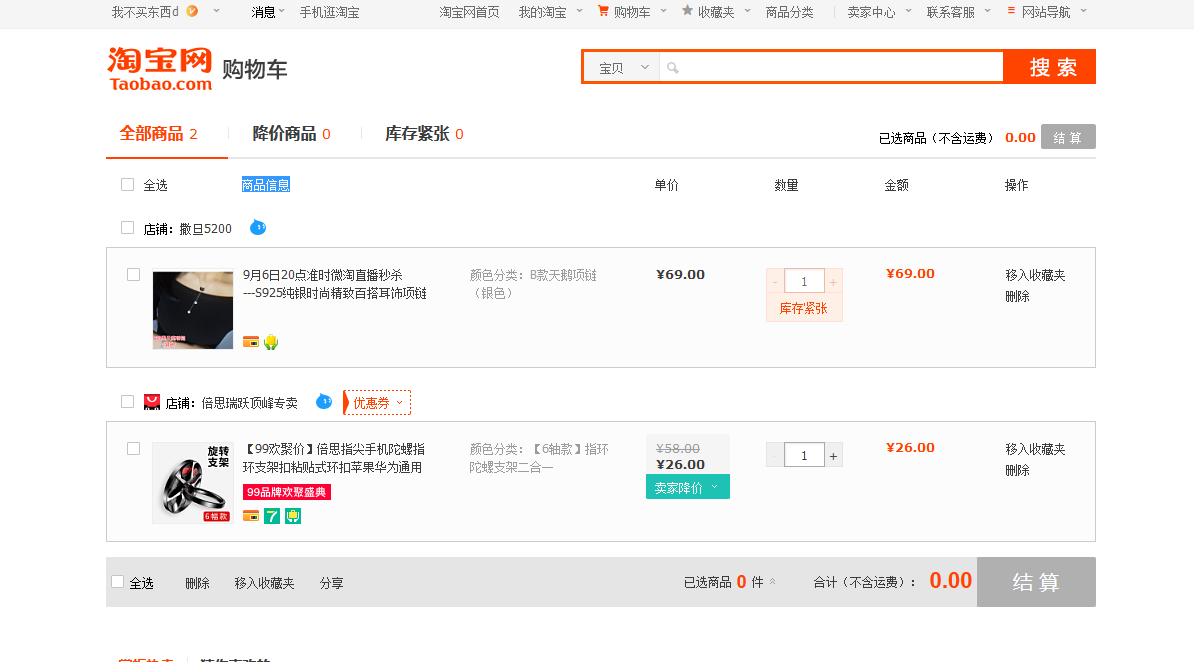 我不买东西d 消息 手机逛淘宝 淘宝网首页 我的淘宝 购物车 收藏夹 商品分类 卖家中心 联系客服 网站导航
淘宝网 Taobao.com 购物车 宝贝 搜索
全部商品 2 降价商品 0 库存紧张 0 已选商品（不含运费） 0.00 结 算
全选 商品信息 单价 数量 金额 操作
店铺：撒旦5200
9月6日20点准时微淘直播秒杀 颜色分类：B款天鹅项链 ¥69.00 - 1 + ¥69.00 移入收藏夹
---S925纯银时尚精致百搭耳饰项链 （银色） 库存紧张 删除
店铺：倍思瑞跃顶峰专卖 优惠券
旋转
支架
6幅款
【99欢聚价】倍思指尖手机陀螺指 颜色分类：【6轴款】指环 ¥58.00 - 1 + ¥26.00 移入收藏夹
环支架扣粘贴式环扣苹果华为通用 陀螺支架二合一 ¥26.00 删除
99品牌欢聚盛典 卖家降价
7
全选 删除 移入收藏夹 分享 已选商品 0 件 合计（不含运费）： 0.00 结 算